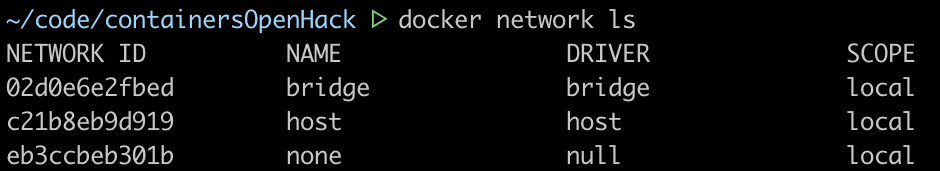 ~/code/containersOpenHack ▷ docker network ls
NETWORK ID          NAME                DRIVER              SCOPE
02d0e6e2fbed        bridge              bridge              local
c21b8eb9d919        host                host                local
eb3ccbeb301b        none                null                local